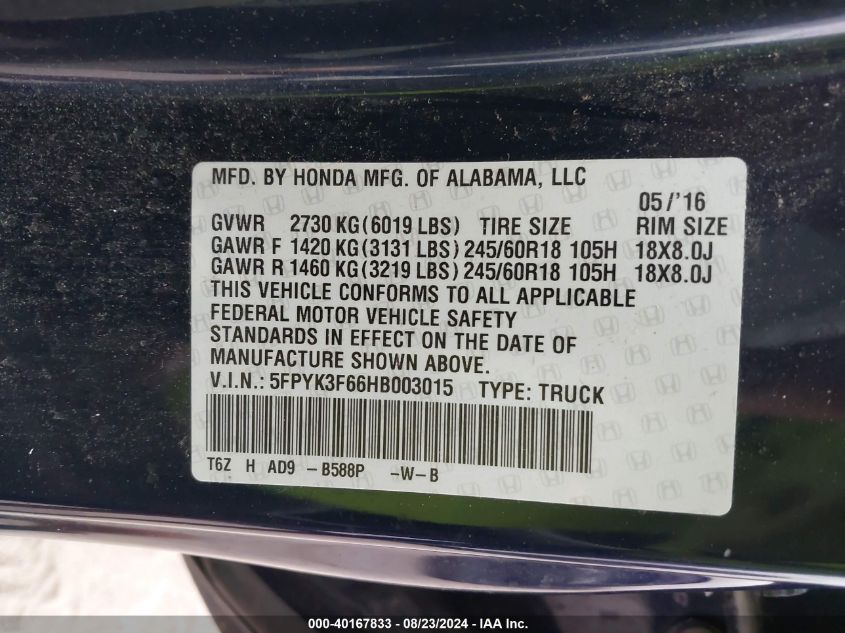 MFD. BY HONDA MFG. OF ALABAMA, LLC
05/'16
GVWR 2730 KG(6019 LBS) TIRE SIZE RIM SIZE
GAWR F 1420 KG(3131 LBS) 245/60R18 105H 18X8.0J
GAWR R 1460 KG(3219 LBS) 245/60R18 105H 18X8.0J
THIS VEHICLE CONFORMS TO ALL APPLICABLE
FEDERAL MOTOR VEHICLE SAFETY
STANDARDS IN EFFECT ON THE DATE OF
MANUFACTURE SHOWN ABOVE.
V.I.N.: 5FPYK3F66HB003015 TYPE: TRUCK
T6Z H AD9 -B588P -W-B
000-40167833 - 08/23/2024 - IAA Inc.